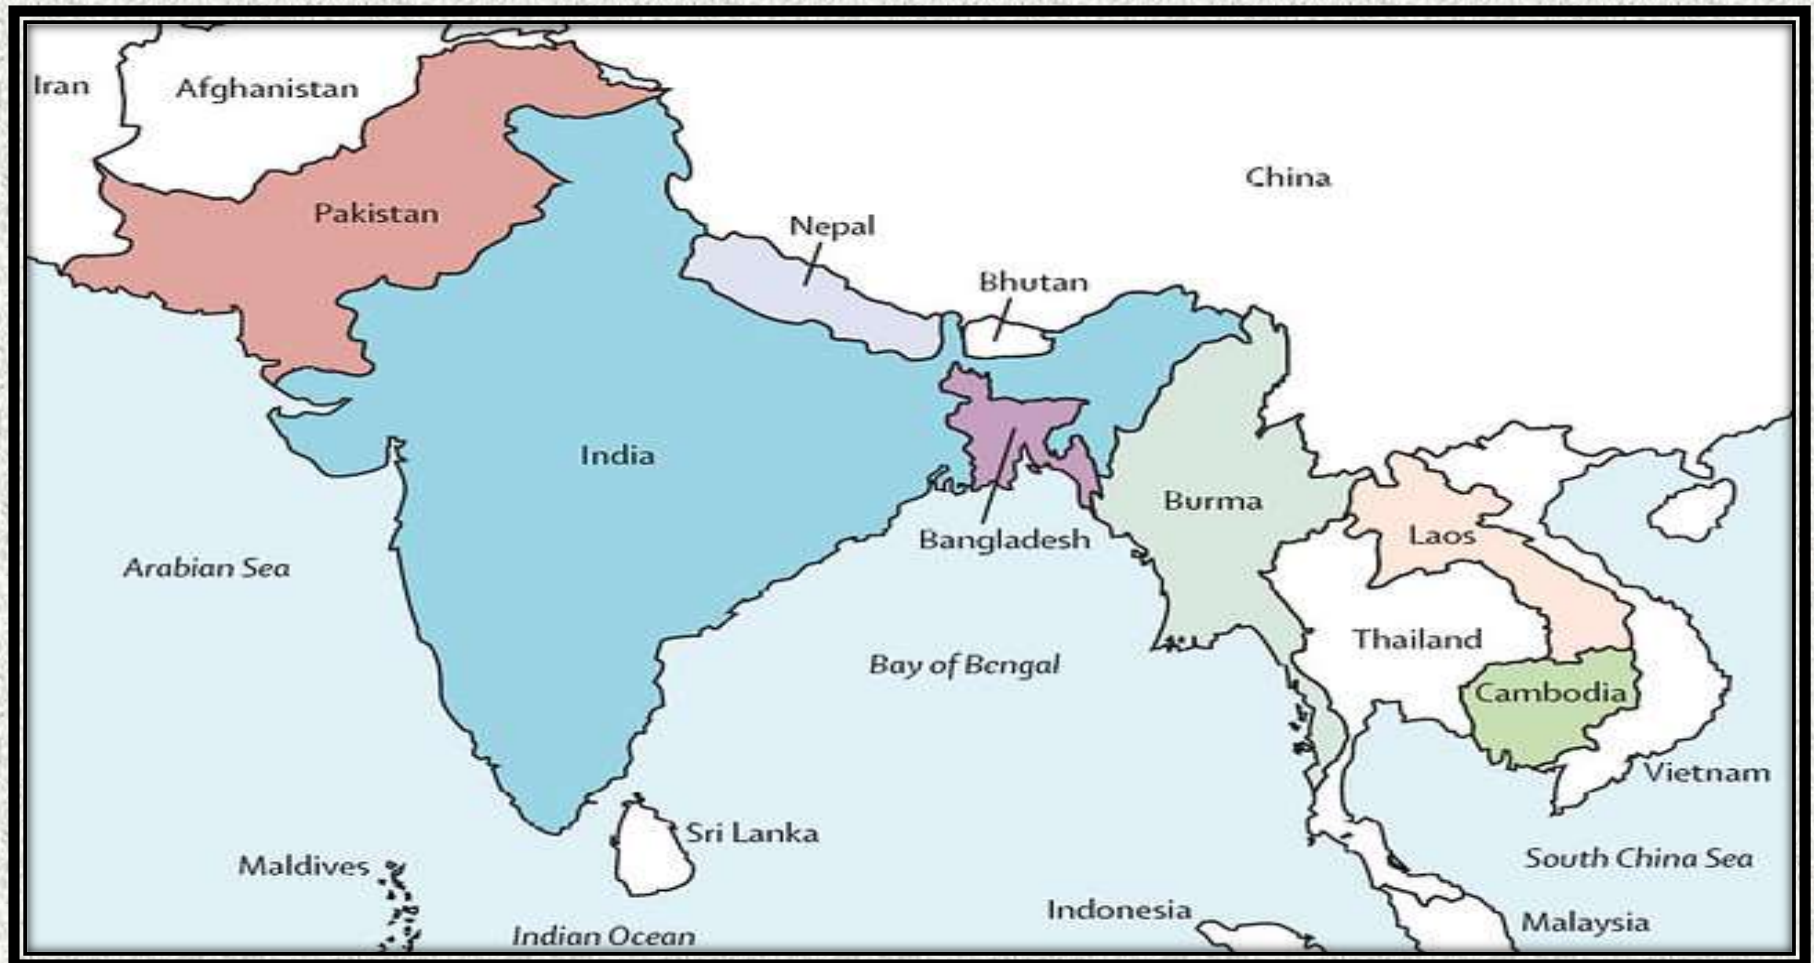 Iran
Afghanistan
China
Pakistan
Nepal
Bhutan
India
Burma
Laos
Bangladesh
Arabian Sea
Thailand
Bay of Bengal
Cambodia
Vietnam
Sri Lanka
South China Sea
Maldives
Indonesia
Malaysia
Indian Ocean